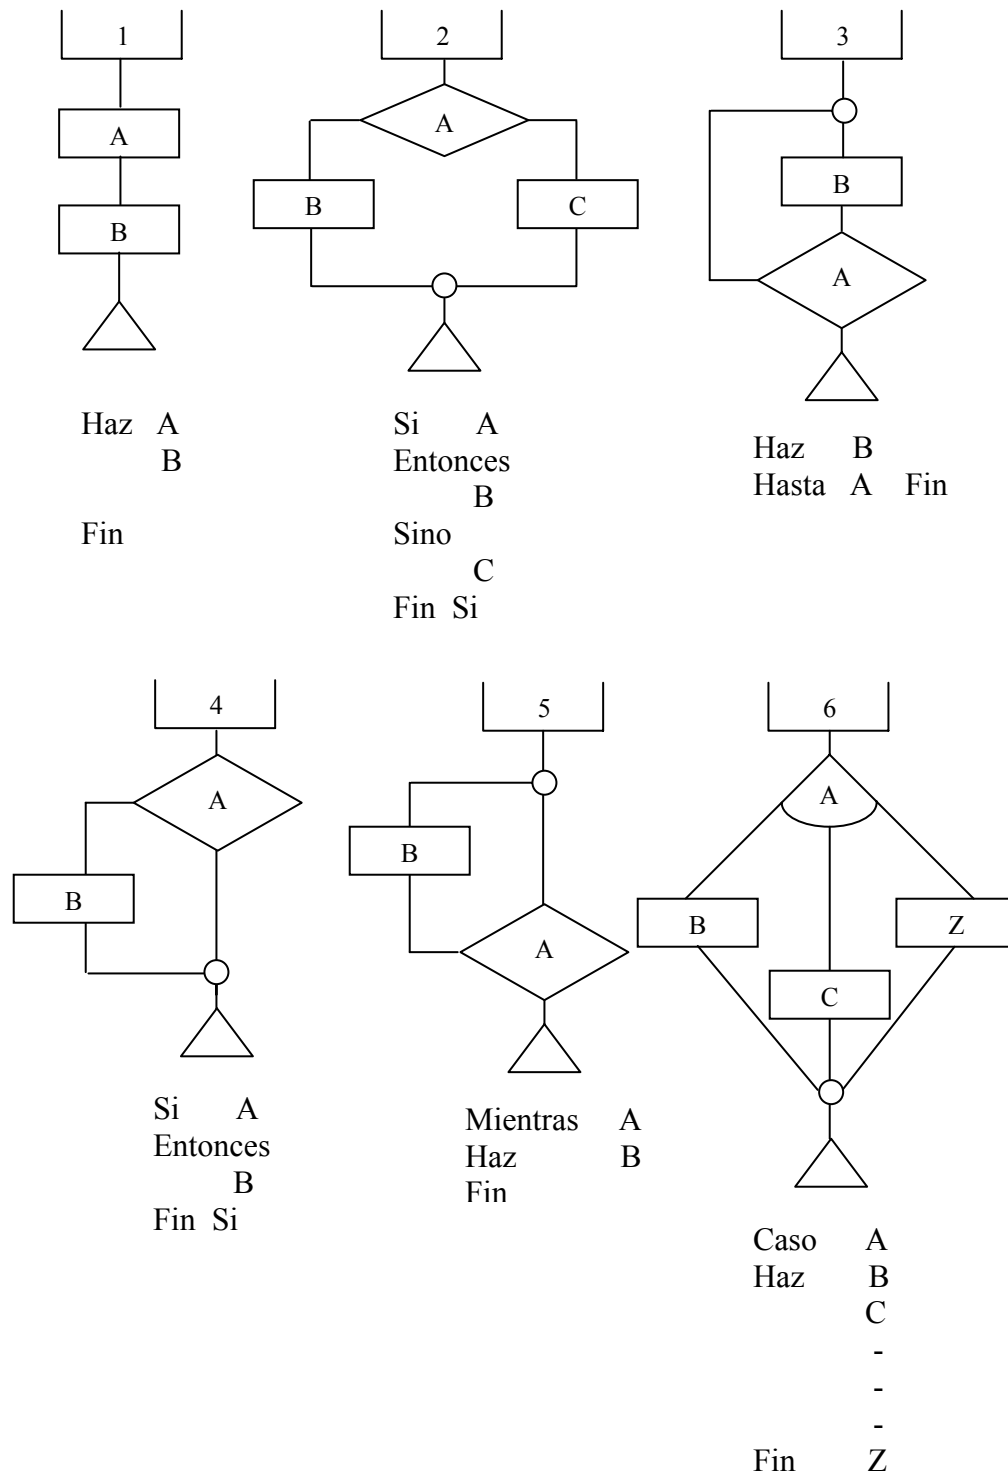 1
A
B
Haz A
B
Fin
2
A
B C
Si A
Entonces
B
Sino
C
Fin Si
3
B
A
Haz B
Hasta A Fin
4
A
B
Si A
Entonces
B
Fin Si
5
B
A
Mientras A
Haz B
Fin
6
A
B Z
C
Caso A
Haz B
C
-
-
-
Fin Z